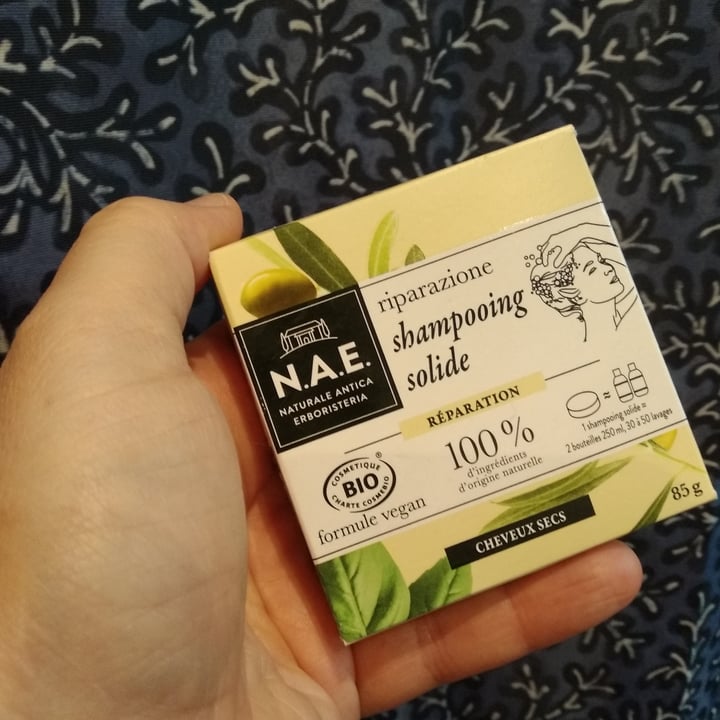 riparazione
shampooing
solide
N.A.E.
NATURALE ANTICA
ERBORISTERIA
RÉPARATION
1 shampooing solide =
2 bouteilles 250 ml, 30 à 50 lavages
100 %
d'ingrédients
d'origine naturelle
COSMETIQUE
BIO
CHARTE COSMEBIO
®
formule vegan
85 g
CHEVEUX SECS